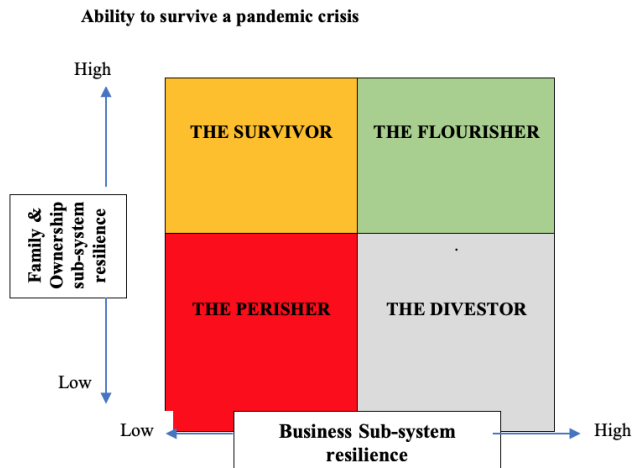 Ability to survive a pandemic crisis
High
THE SURVIVOR
THE FLOURISHER
Family &
Ownership
sub-system
resilience
THE PERISHER
THE DIVESTOR
Low
Low
Business Sub-system
resilience
High